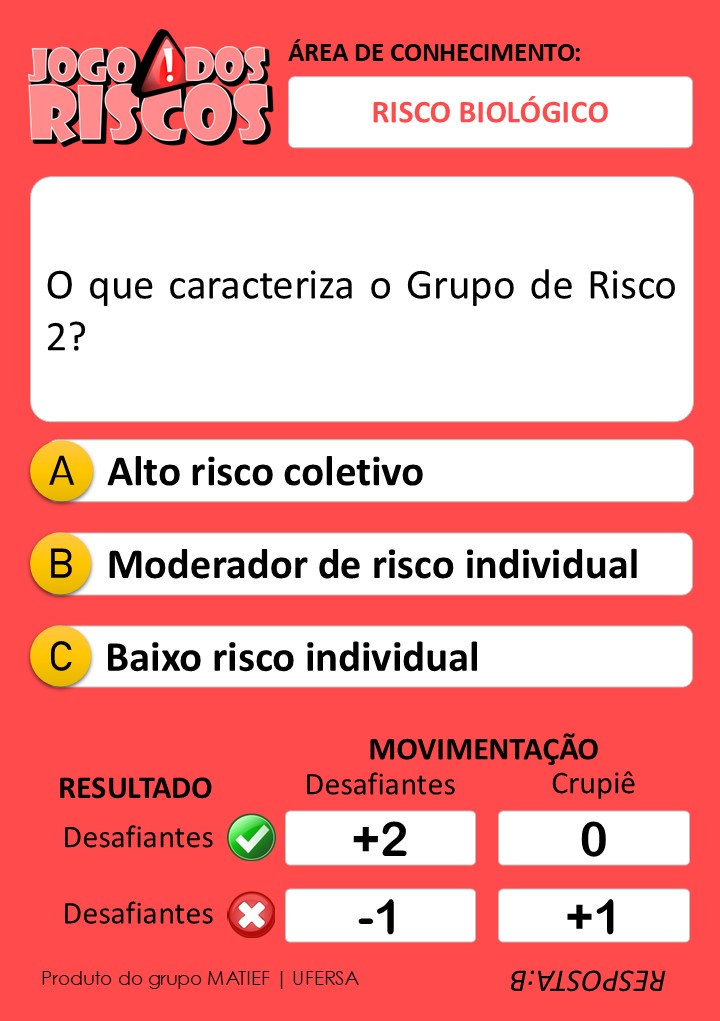 JOGO DOS
RISCOS
ÁREA DE CONHECIMENTO:
RISCO BIOLÓGICO
O que caracteriza o Grupo de Risco
2?
A Alto risco coletivo
B Moderador de risco individual
C Baixo risco individual
MOVIMENTAÇÃO
RESULTADO Desafiantes Crupiê
Desafiantes +2 0
Desafiantes -1 +1
Produto do grupo MATIEF | UFERSA
RESPOSTA:B